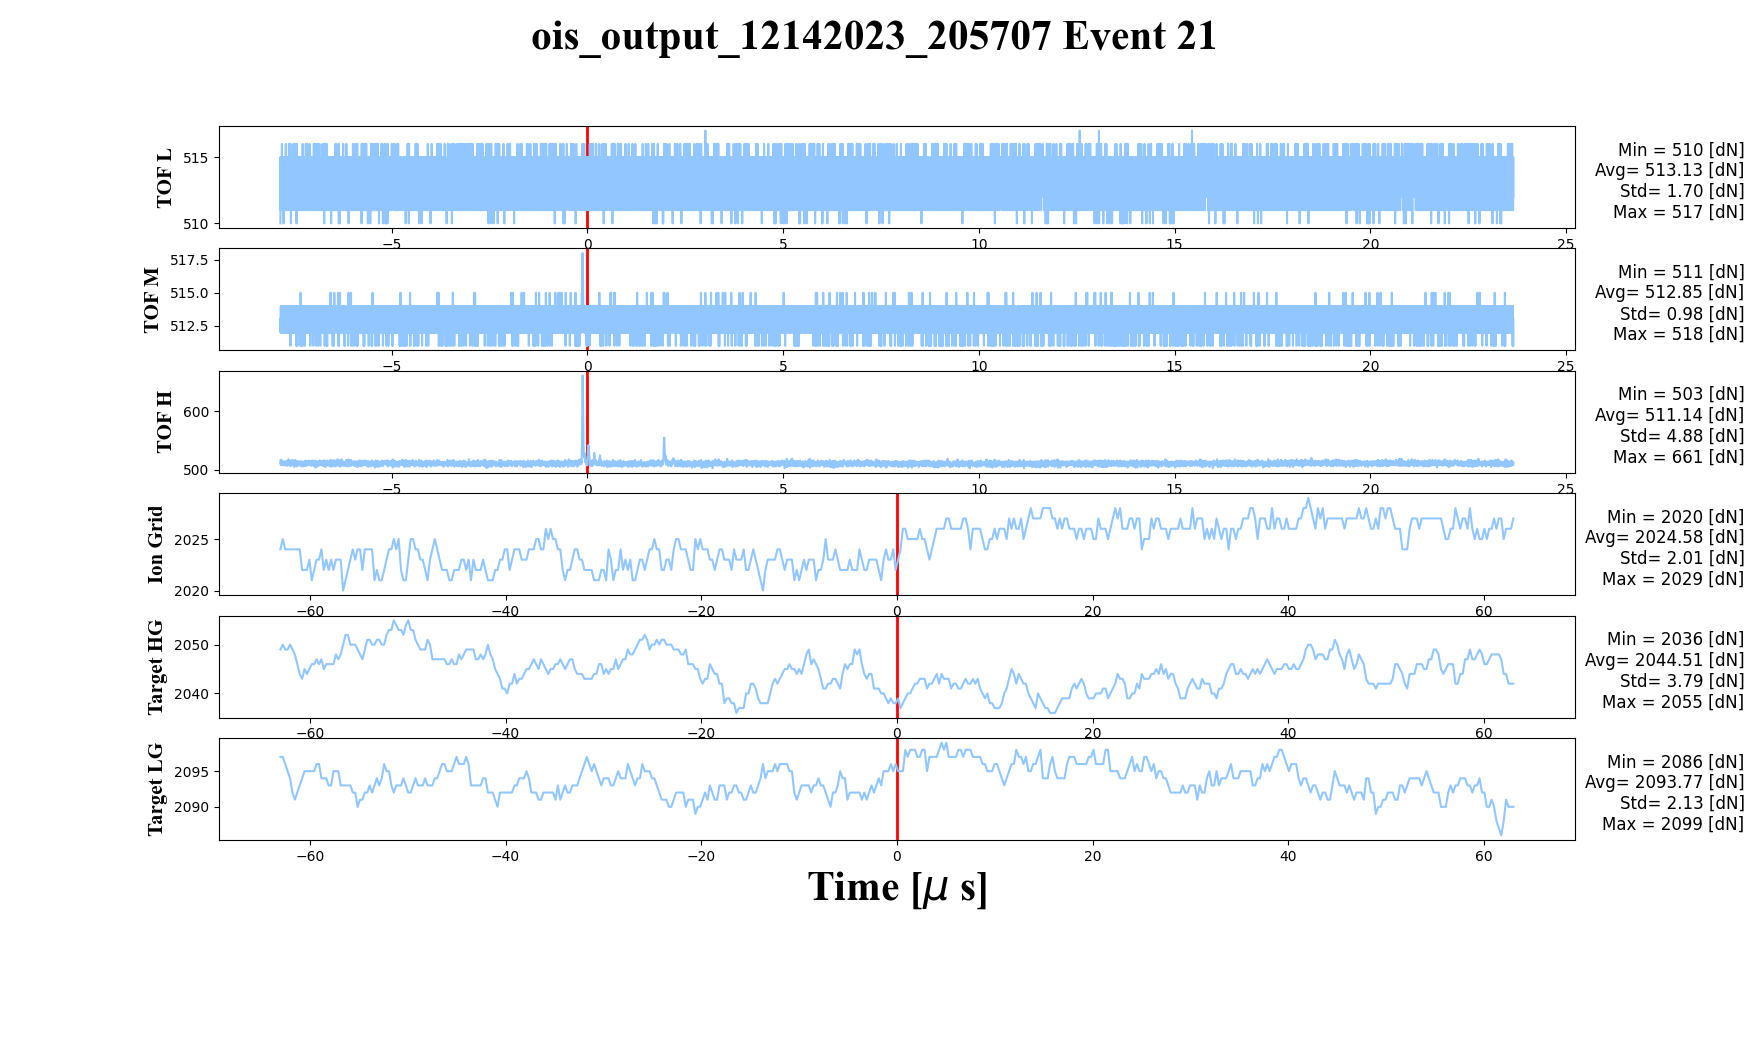 ois_output_12142023_205707 Event 21
TOF L
515
510
−5
0
5
10
15
20
25
Min = 510 [dN]
Avg= 513.13 [dN]
Std= 1.70 [dN]
Max = 517 [dN]
TOF M
517.5
515.0
512.5
−5
0
5
10
15
20
25
Min = 511 [dN]
Avg= 512.85 [dN]
Std= 0.98 [dN]
Max = 518 [dN]
TOF H
600
500
−5
0
5
10
15
20
25
Min = 503 [dN]
Avg= 511.14 [dN]
Std= 4.88 [dN]
Max = 661 [dN]
Ion Grid
2025
2020
−60
−40
−20
0
20
40
60
Min = 2020 [dN]
Avg= 2024.58 [dN]
Std= 2.01 [dN]
Max = 2029 [dN]
Target HG
2050
2040
−60
−40
−20
0
20
40
60
Min = 2036 [dN]
Avg= 2044.51 [dN]
Std= 3.79 [dN]
Max = 2055 [dN]
Target LG
2095
2090
−60
−40
−20
0
20
40
60
Min = 2086 [dN]
Avg= 2093.77 [dN]
Std= 2.13 [dN]
Max = 2099 [dN]
Time [μ s]